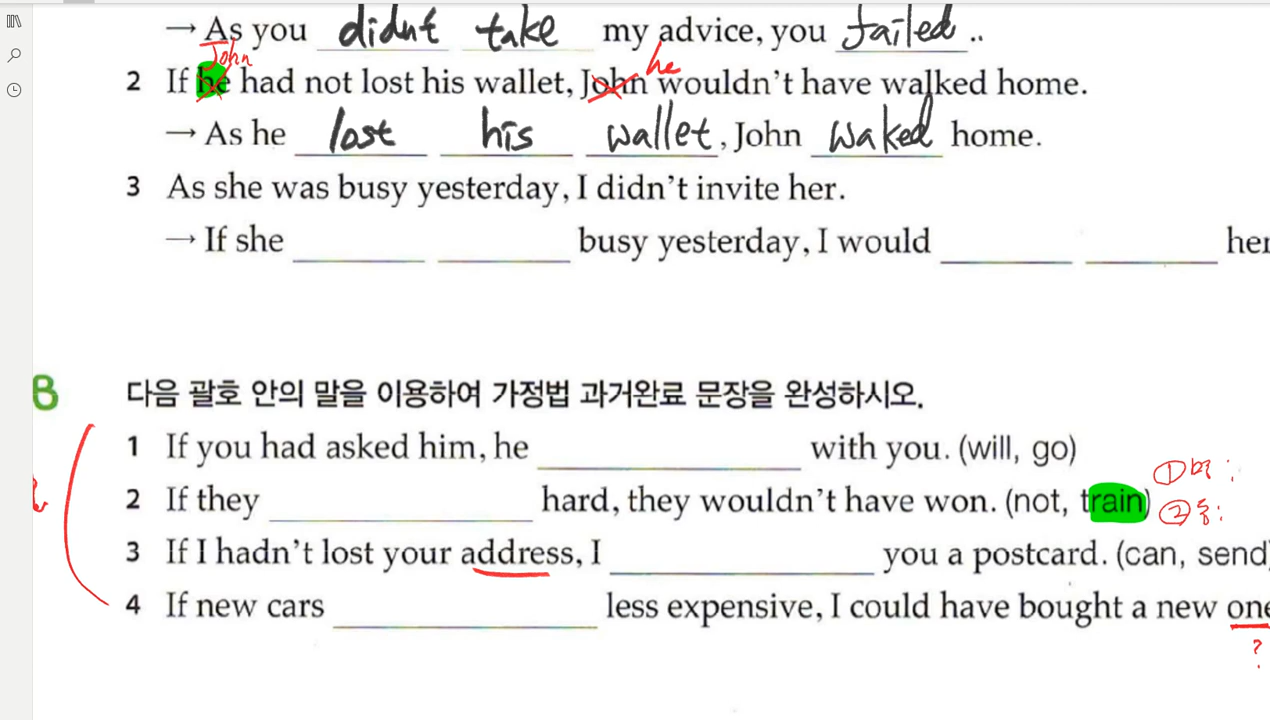 → As you didnt take my advice, you failed ..
John he
2 If he had not lost his wallet, John wouldn't have walked home.
→ As he lost his wallet, John waked home.
3 As she was busy yesterday, I didn't invite her.
→ If she busy yesterday, I would her
B 다음 괄호 안의 말을 이용하여 가정법 과거완료 문장을 완성하시오.
1 If you had asked him, he with you. (will, go)
① 명:
2 If they hard, they wouldn't have won. (not, train)
② 동:
3 If I hadn't lost your address, I you a postcard. (can, send)
4 If new cars less expensive, I could have bought a new one
?